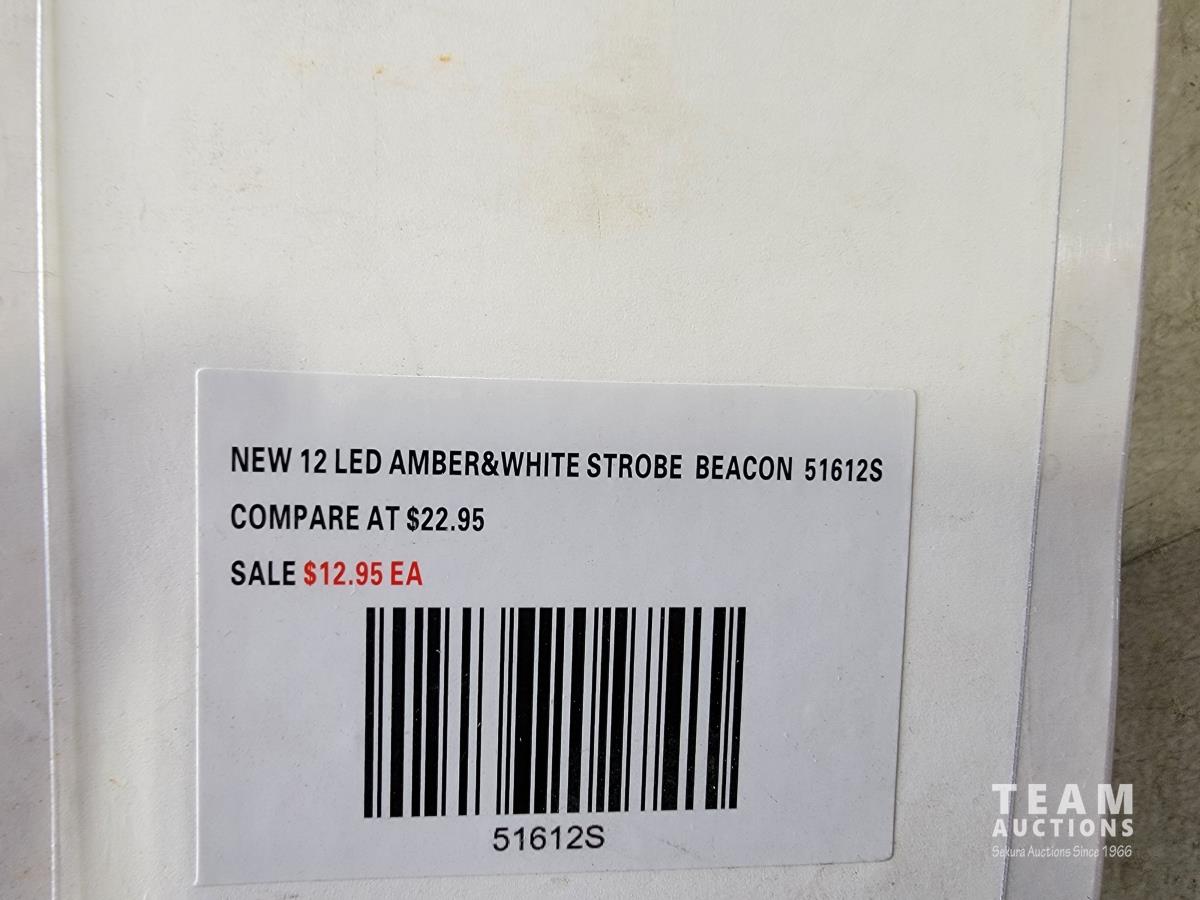 NEW 12 LED AMBER&WHITE STROBE BEACON 51612S
COMPARE AT $22.95
SALE $12.95 EA
51612S
TEAM
AUCTIONS
Sekura Auctions Since 1966